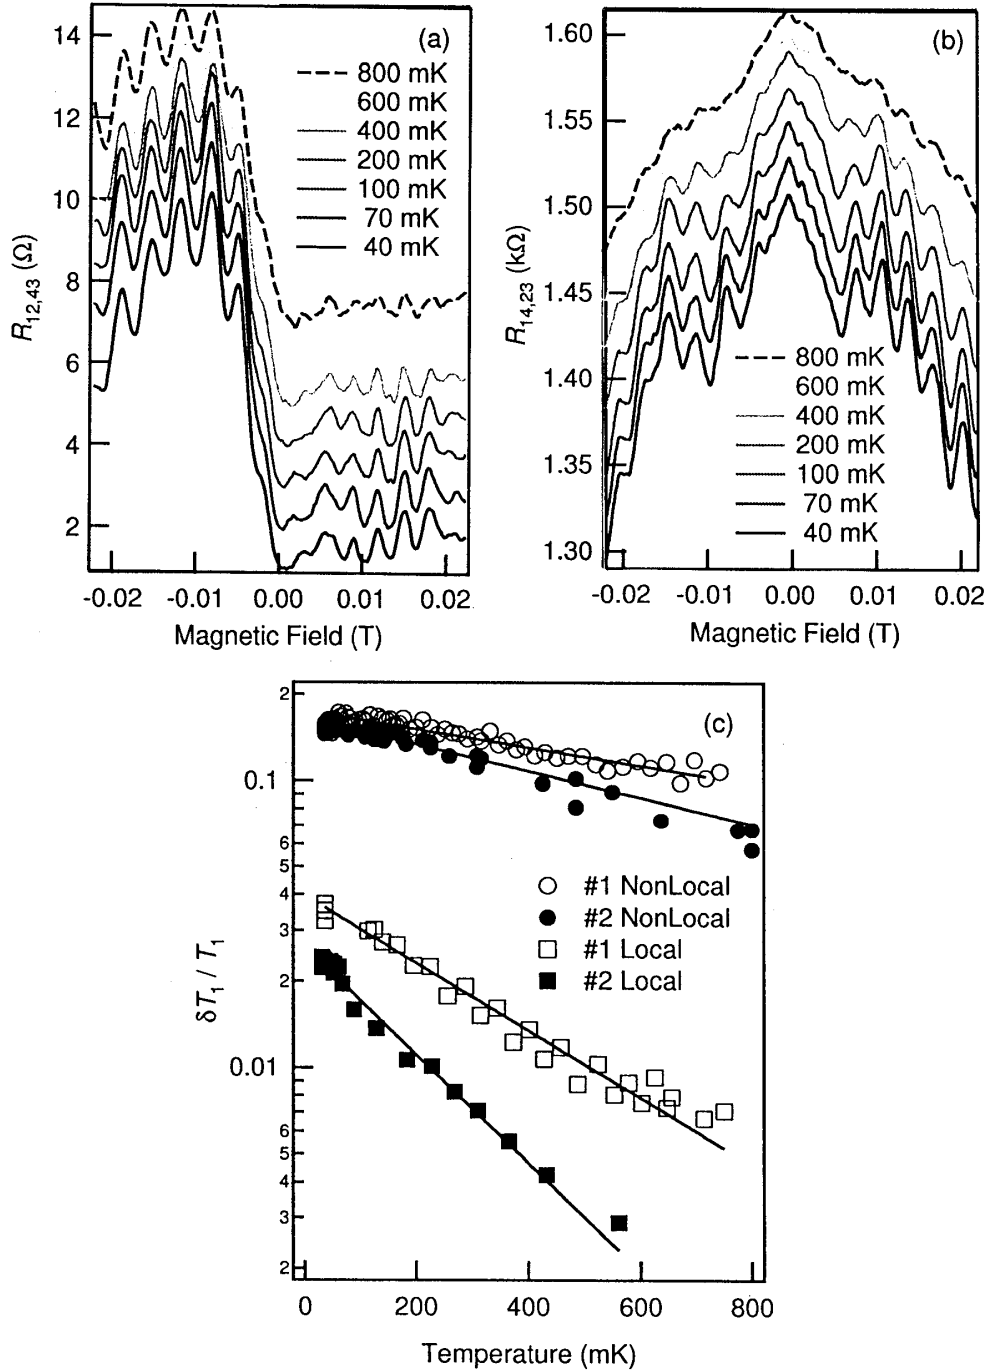 (a)
14
12
10
8
6
4
2
R12,43 (Ω)
800 mK
600 mK
400 mK
200 mK
100 mK
70 mK
40 mK
-0.02 -0.01 0.00 0.01 0.02
Magnetic Field (T)
(b)
1.60
1.55
1.50
1.45
1.40
1.35
1.30
R14,23 (kΩ)
800 mK
600 mK
400 mK
200 mK
100 mK
70 mK
40 mK
-0.02 -0.01 0.00 0.01 0.02
Magnetic Field (T)
(c)
2
0.1
6
5
4
3
2
0.01
6
5
4
3
2
δT1 / T1
#1 NonLocal
#2 NonLocal
#1 Local
#2 Local
0 200 400 600 800
Temperature (mK)